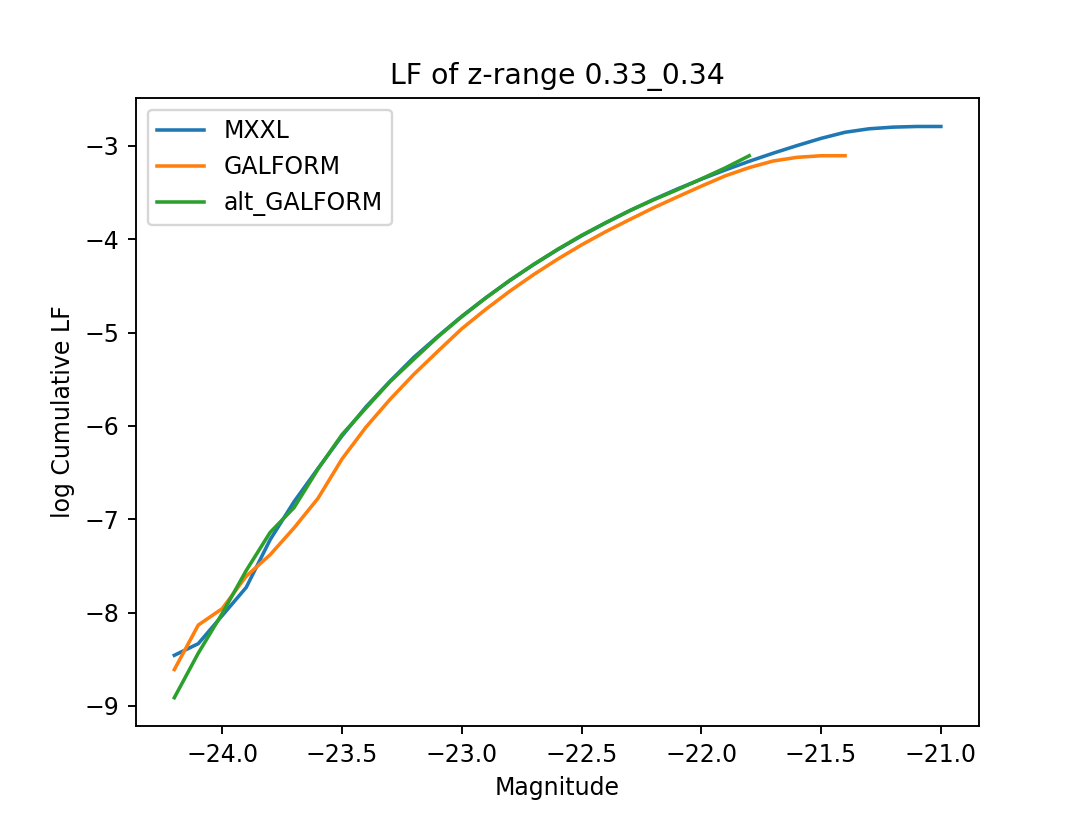 LF of z-range 0.33_0.34
MXXL
GALFORM
alt_GALFORM
log Cumulative LF
−3
−4
−5
−6
−7
−8
−9
−24.0
−23.5
−23.0
−22.5
−22.0
−21.5
−21.0
Magnitude